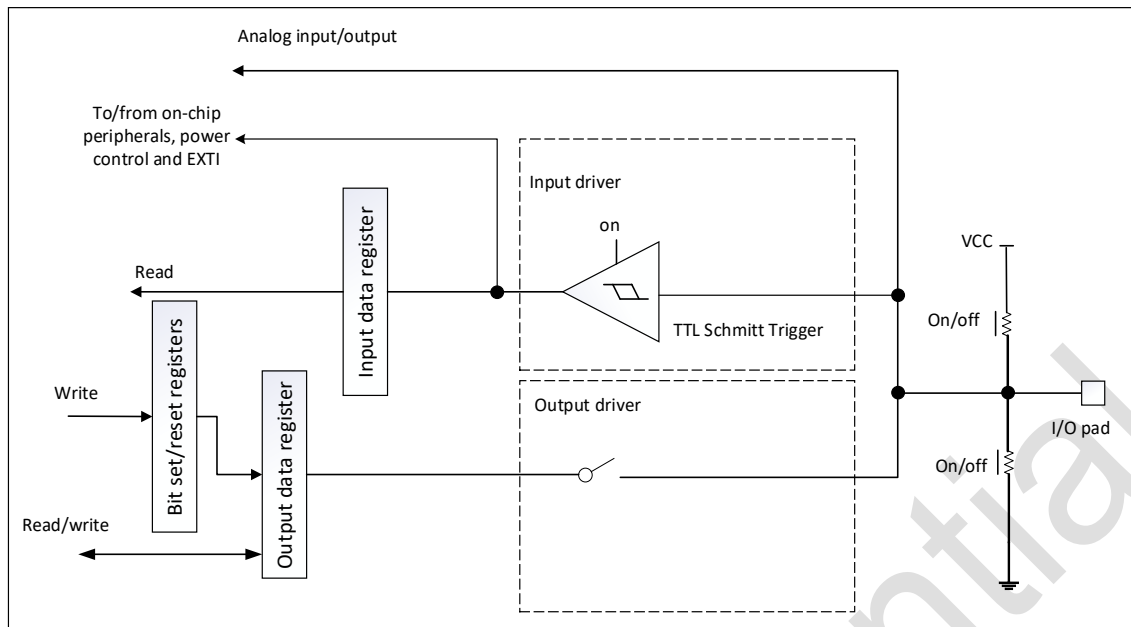 Analog input/output
To/from on-chip
peripherals, power
control and EXTI
Input driver
on
VCC
Read
Input data register
On/off
TTL Schmitt Trigger
Bit set/reset registers
Write
Output data register
Output driver
I/O pad
On/off
Read/write
ntial